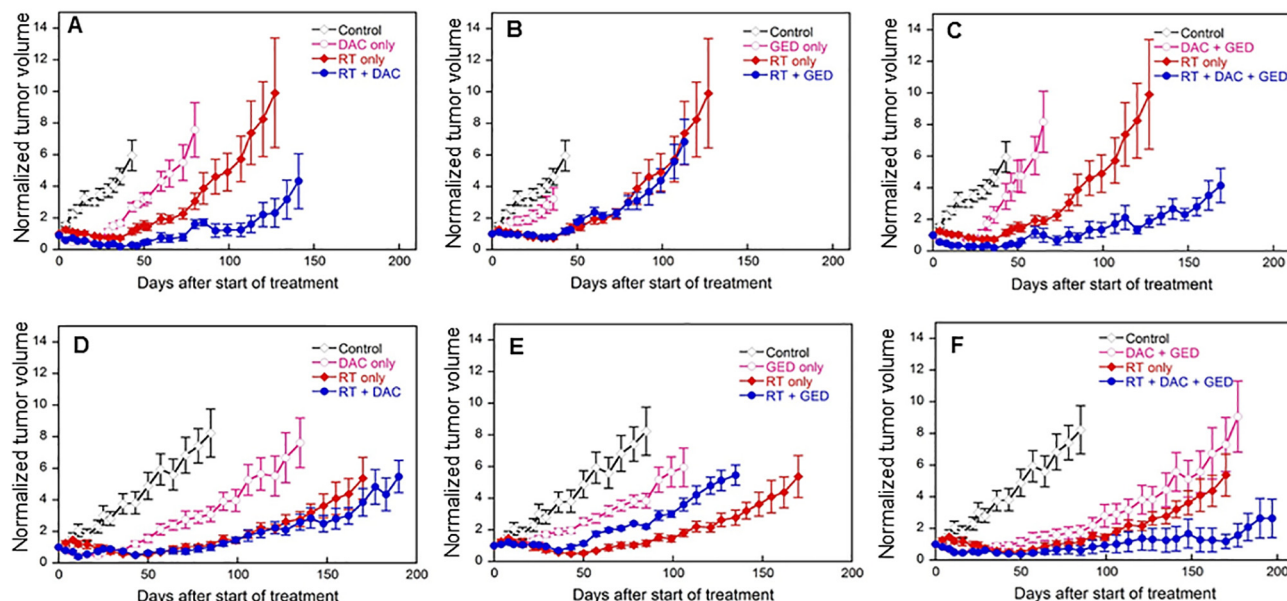 A
Control
DAC only
RT only
RT + DAC
Normalized tumor volume
14
12
10
8
6
4
2
0
0 50 100 150 200
Days after start of treatment
B
Control
GED only
RT only
RT + GED
Normalized tumor volume
14
12
10
8
6
4
2
0
0 50 100 150 200
Days after start of treatment
C
Control
DAC + GED
RT only
RT + DAC + GED
Normalized tumor volume
14
12
10
8
6
4
2
0
0 50 100 150 200
Days after start of treatment
D
Control
DAC only
RT only
RT + DAC
Normalized tumor volume
14
12
10
8
6
4
2
0
0 50 100 150 200
Days after start of treatment
E
Control
GED only
RT only
RT + GED
Normalized tumor volume
14
12
10
8
6
4
2
0
0 50 100 150 200
Days after start of treatment
F
Control
DAC + GED
RT only
RT + DAC + GED
Normalized tumor volume
14
12
10
8
6
4
2
0
0 50 100 150 200
Days after start of treatment